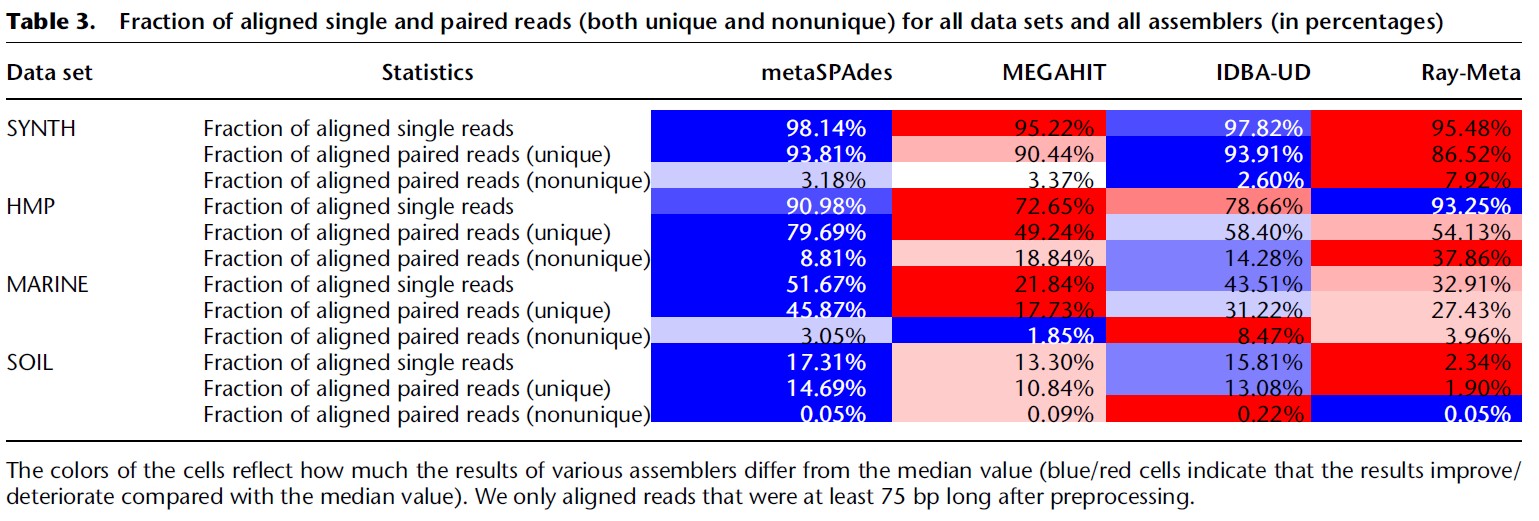 Table 3. Fraction of aligned single and paired reads (both unique and nonunique) for all data sets and all assemblers (in percentages)
Data set Statistics metaSPAdes MEGAHIT IDBA-UD Ray-Meta
SYNTH Fraction of aligned single reads 98.14% 95.22% 97.82% 95.48%
Fraction of aligned paired reads (unique) 93.81% 90.44% 93.91% 86.52%
Fraction of aligned paired reads (nonunique) 3.18% 3.37% 2.60% 7.92%
HMP Fraction of aligned single reads 90.98% 72.65% 78.66% 93.25%
Fraction of aligned paired reads (unique) 79.69% 49.24% 58.40% 54.13%
Fraction of aligned paired reads (nonunique) 8.81% 18.84% 14.28% 37.86%
MARINE Fraction of aligned single reads 51.67% 21.84% 43.51% 32.91%
Fraction of aligned paired reads (unique) 45.87% 17.73% 31.22% 27.43%
Fraction of aligned paired reads (nonunique) 3.05% 1.85% 8.47% 3.96%
SOIL Fraction of aligned single reads 17.31% 13.30% 15.81% 2.34%
Fraction of aligned paired reads (unique) 14.69% 10.84% 13.08% 1.90%
Fraction of aligned paired reads (nonunique) 0.05% 0.09% 0.22% 0.05%
The colors of the cells reflect how much the results of various assemblers differ from the median value (blue/red cells indicate that the results improve/
deteriorate compared with the median value). We only aligned reads that were at least 75 bp long after preprocessing.